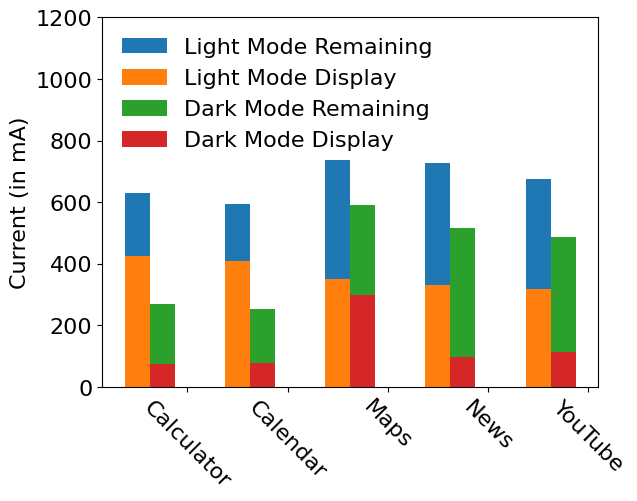 1200
1000
800
600
400
200
0
Current (in mA)
Light Mode Remaining
Light Mode Display
Dark Mode Remaining
Dark Mode Display
Calculator
Calendar
Maps
News
YouTube